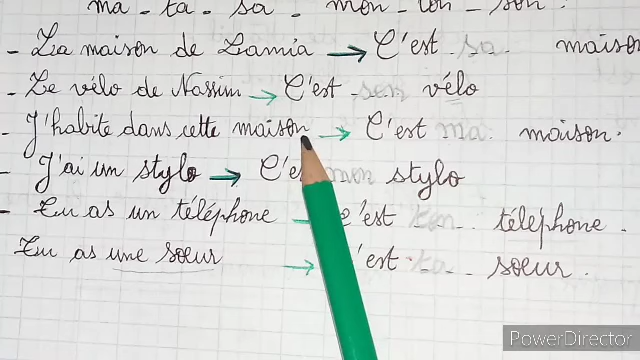 ma - ta - sa - mon - ton - son.
- La maison de Lamia → C'est sa maison
- Le vélo de Nassim → C'est son vélo
- J'habite dans cette maison → C'est ma maison.
- J'ai un stylo → C'es mon stylo
- Tu as un téléphone → C'est ton téléphone.
Tu as une sœur → C'est ta sœur.
PowerDirector